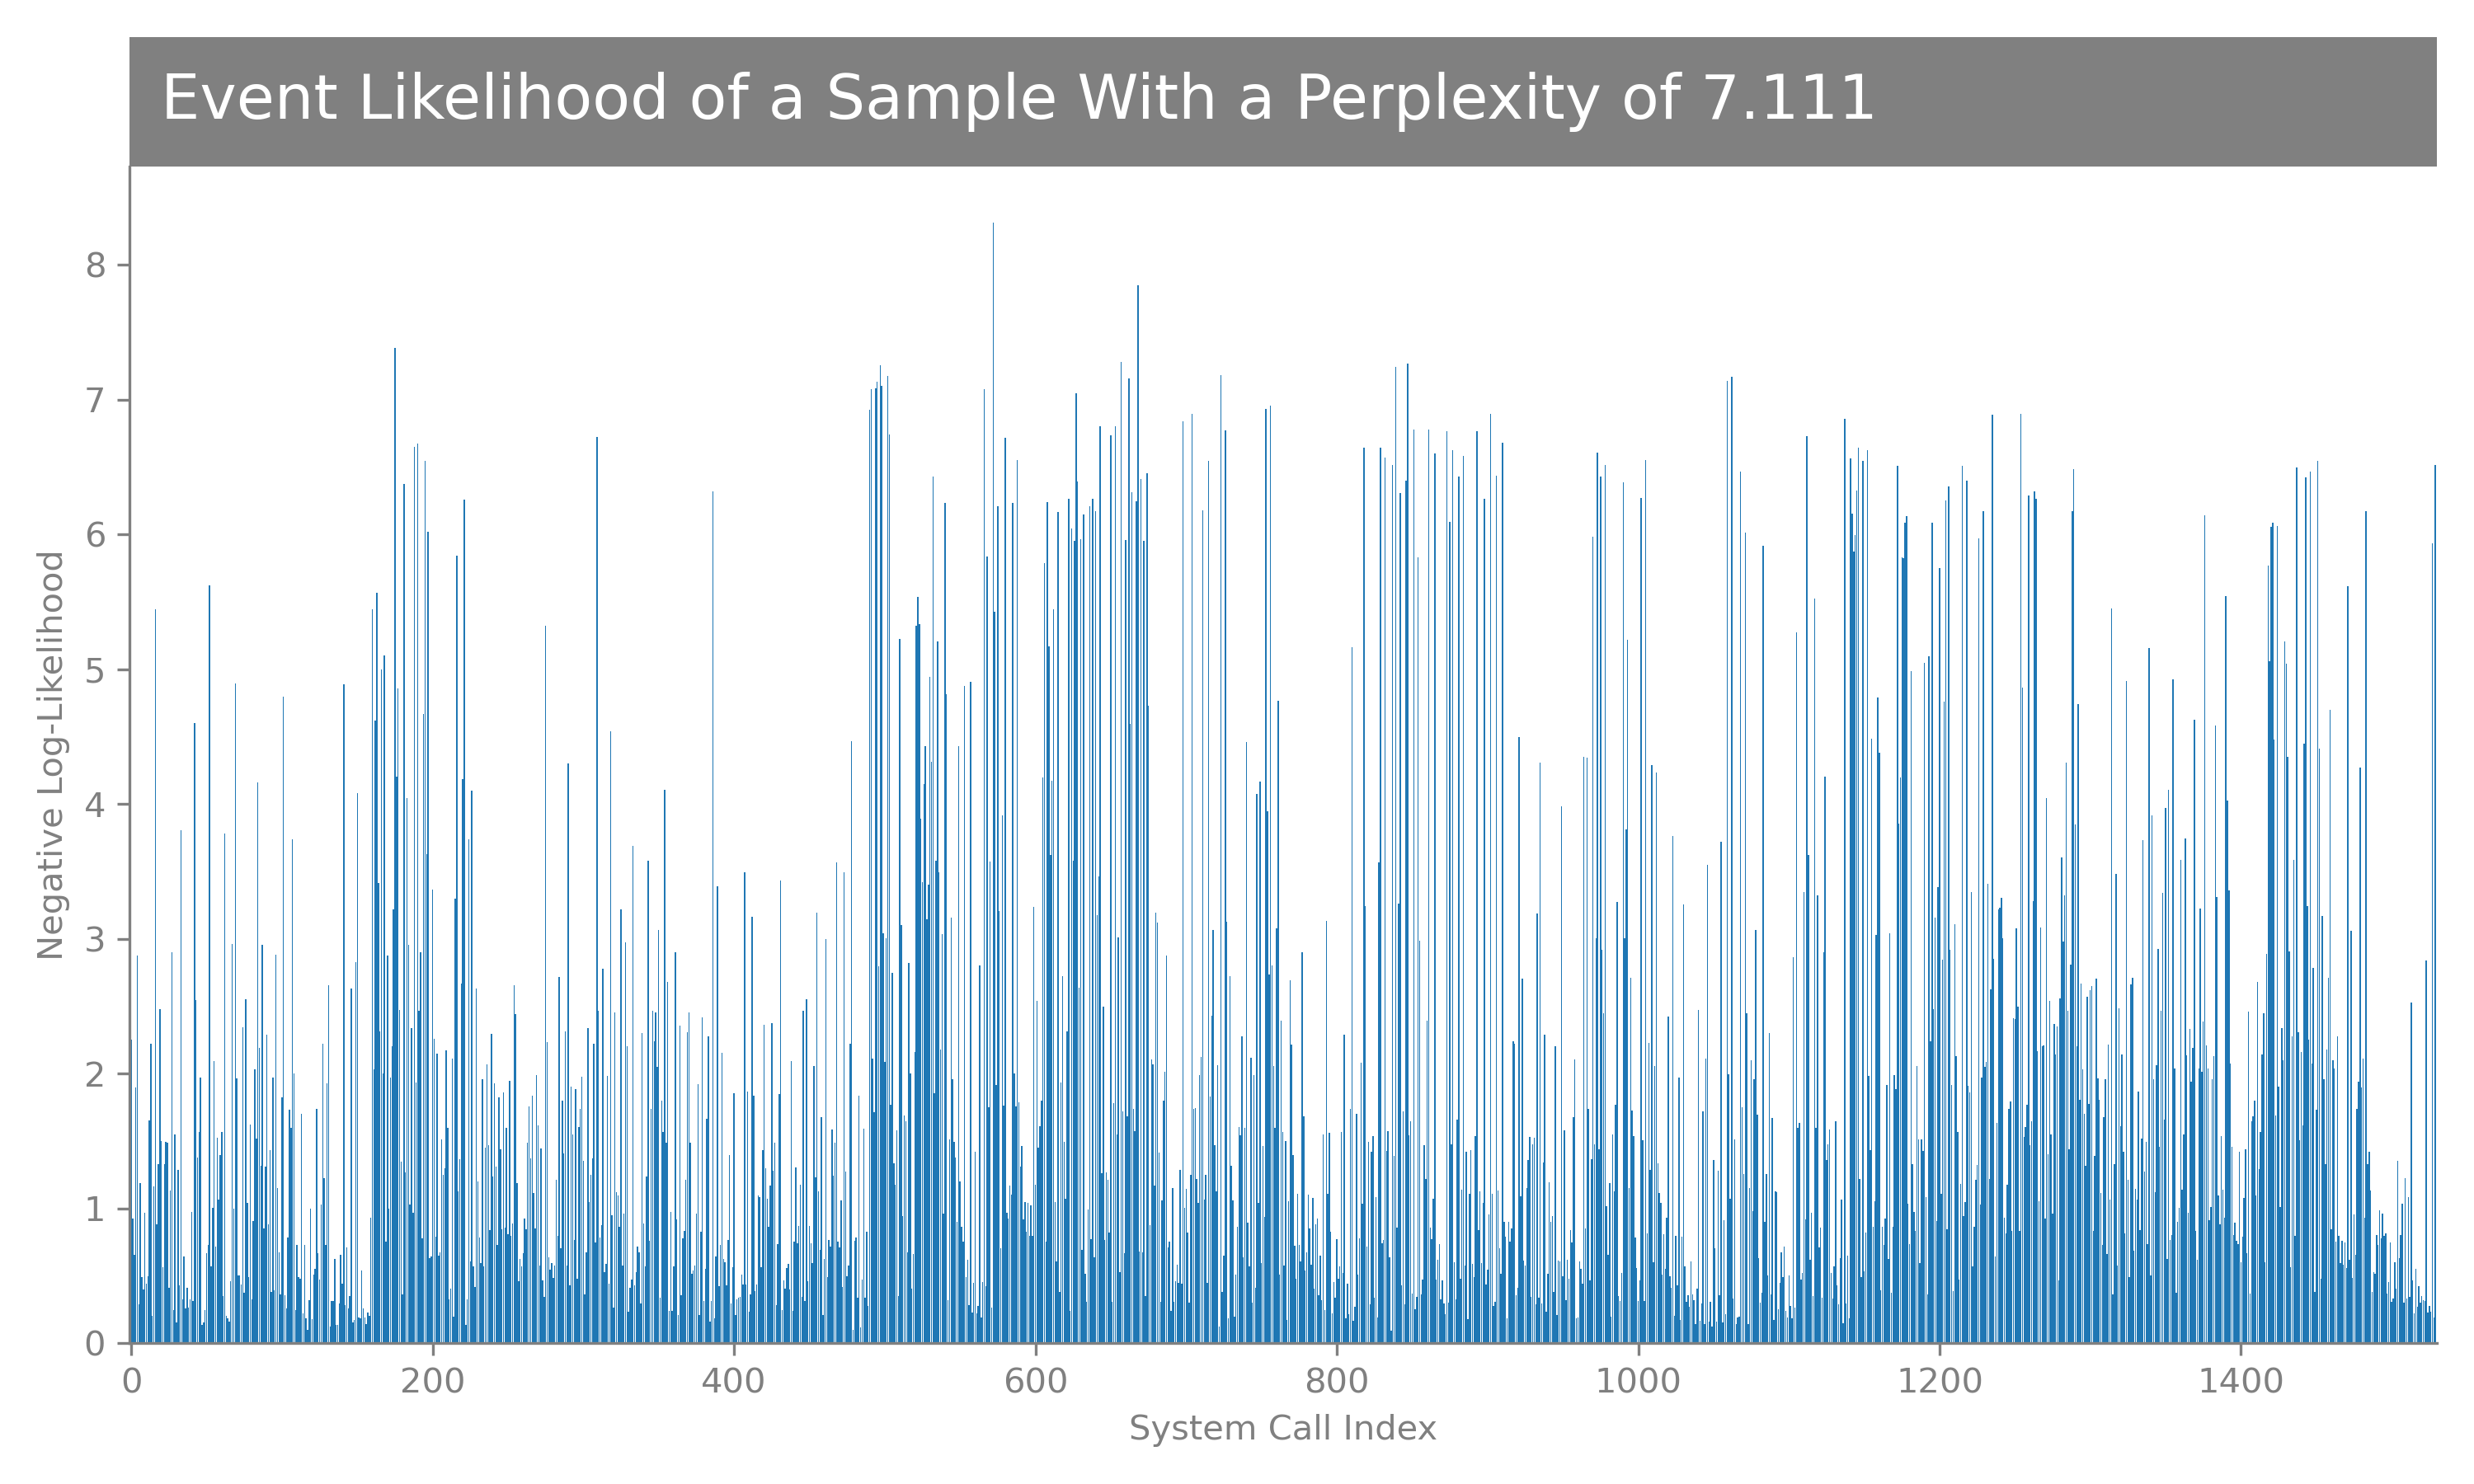 Event Likelihood of a Sample With a Perplexity of 7.111
8
7
6
5
4
3
2
1
0
Negative Log-Likelihood
0 200 400 600 800 1000 1200 1400
System Call Index